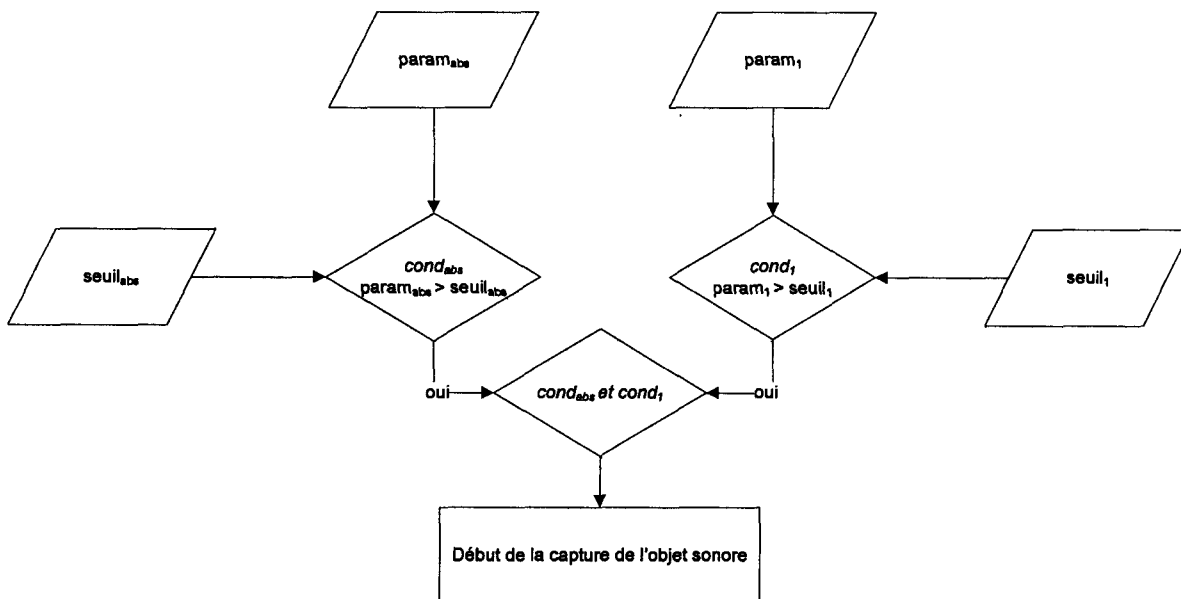 param_abs
param_1
seuil_abs
cond_abs
param_abs > seuil_abs
cond_1
param_1 > seuil_1
seuil_1
oui
cond_abs et cond_1
oui
Début de la capture de l'objet sonore